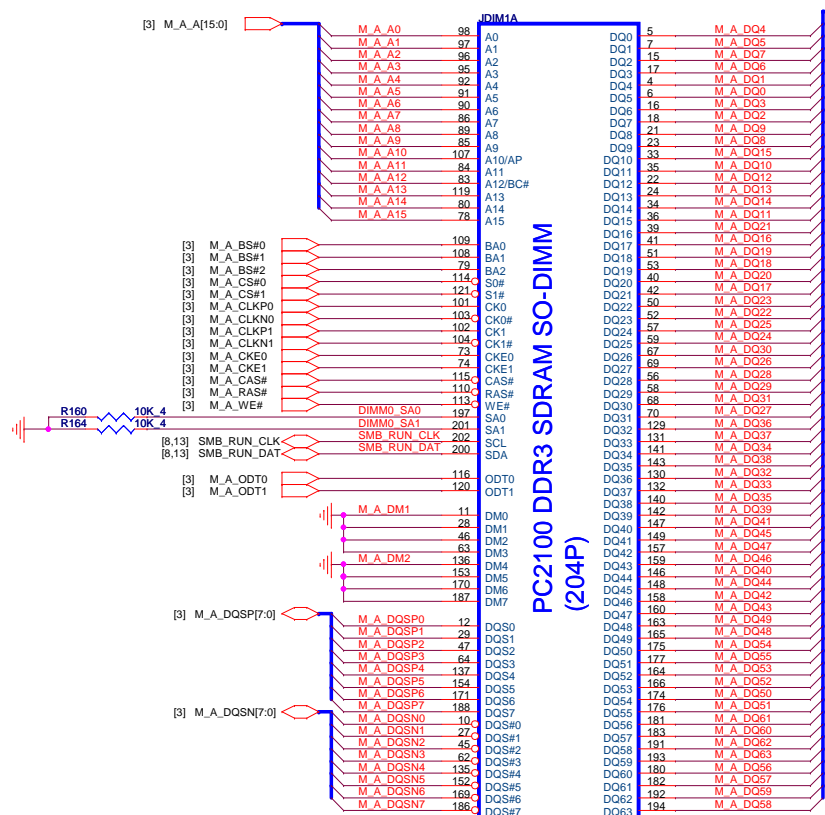 JDIM1A
[3] M_A_A[15:0]
M_A_A0 98 A0
M_A_A1 97 A1
M_A_A2 96 A2
M_A_A3 95 A3
M_A_A4 92 A4
M_A_A5 91 A5
M_A_A6 90 A6
M_A_A7 86 A7
M_A_A8 89 A8
M_A_A9 85 A9
M_A_A10 107 A10/AP
M_A_A11 84 A11
M_A_A12 83 A12/BC#
M_A_A13 119 A13
M_A_A14 80 A14
M_A_A15 78 A15
[3] M_A_BS#0 109 BA0
[3] M_A_BS#1 108 BA1
[3] M_A_BS#2 79 BA2
[3] M_A_CS#0 114 S0#
[3] M_A_CS#1 121 S1#
[3] M_A_CLKP0 101 CK0
[3] M_A_CLKN0 103 CK0#
[3] M_A_CLKP1 102 CK1
[3] M_A_CLKN1 104 CK1#
[3] M_A_CKE0 73 CKE0
[3] M_A_CKE1 74 CKE1
[3] M_A_CAS# 115 CAS#
[3] M_A_RAS# 110 RAS#
[3] M_A_WE# 113 WE#
R160 10K_4 DIMM0_SA0 197 SA0
R164 10K_4 DIMM0_SA1 201 SA1
[8,13] SMB_RUN_CLK SMB_RUN_CLK 202 SCL
[8,13] SMB_RUN_DAT SMB_RUN_DAT 200 SDA
[3] M_A_ODT0 116 ODT0
[3] M_A_ODT1 120 ODT1
M_A_DM1 11 DM0
28 DM1
46 DM2
63 DM3
M_A_DM2 136 DM4
153 DM5
170 DM6
187 DM7
[3] M_A_DQSP[7:0]
M_A_DQSP0 12 DQS0
M_A_DQSP1 29 DQS1
M_A_DQSP2 47 DQS2
M_A_DQSP3 64 DQS3
M_A_DQSP4 137 DQS4
M_A_DQSP5 154 DQS5
M_A_DQSP6 171 DQS6
M_A_DQSP7 188 DQS7
[3] M_A_DQSN[7:0]
M_A_DQSN0 10 DQS#0
M_A_DQSN1 27 DQS#1
M_A_DQSN2 45 DQS#2
M_A_DQSN3 62 DQS#3
M_A_DQSN4 135 DQS#4
M_A_DQSN5 152 DQS#5
M_A_DQSN6 169 DQS#6
M_A_DQSN7 186 DQS#7
PC2100 DDR3 SDRAM SO-DIMM
(204P)
DQ0 5 M_A_DQ4
DQ1 7 M_A_DQ5
DQ2 15 M_A_DQ7
DQ3 17 M_A_DQ6
DQ4 4 M_A_DQ1
DQ5 6 M_A_DQ0
DQ6 16 M_A_DQ3
DQ7 18 M_A_DQ2
DQ8 21 M_A_DQ9
DQ9 23 M_A_DQ8
DQ10 33 M_A_DQ15
DQ11 35 M_A_DQ10
DQ12 22 M_A_DQ12
DQ13 24 M_A_DQ13
DQ14 34 M_A_DQ14
DQ15 36 M_A_DQ11
DQ16 39 M_A_DQ21
DQ17 41 M_A_DQ16
DQ18 51 M_A_DQ19
DQ19 53 M_A_DQ18
DQ20 40 M_A_DQ20
DQ21 42 M_A_DQ17
DQ22 50 M_A_DQ23
DQ23 52 M_A_DQ22
DQ24 57 M_A_DQ25
DQ25 59 M_A_DQ24
DQ26 67 M_A_DQ30
DQ27 69 M_A_DQ26
DQ28 56 M_A_DQ28
DQ29 58 M_A_DQ29
DQ30 68 M_A_DQ31
DQ31 70 M_A_DQ27
DQ32 129 M_A_DQ36
DQ33 131 M_A_DQ37
DQ34 141 M_A_DQ34
DQ35 143 M_A_DQ38
DQ36 130 M_A_DQ32
DQ37 132 M_A_DQ33
DQ38 140 M_A_DQ35
DQ39 142 M_A_DQ39
DQ40 147 M_A_DQ41
DQ41 149 M_A_DQ45
DQ42 157 M_A_DQ47
DQ43 159 M_A_DQ46
DQ44 146 M_A_DQ40
DQ45 148 M_A_DQ44
DQ46 158 M_A_DQ42
DQ47 160 M_A_DQ43
DQ48 163 M_A_DQ49
DQ49 165 M_A_DQ48
DQ50 175 M_A_DQ54
DQ51 177 M_A_DQ55
DQ52 164 M_A_DQ53
DQ53 166 M_A_DQ52
DQ54 174 M_A_DQ50
DQ55 176 M_A_DQ51
DQ56 181 M_A_DQ61
DQ57 183 M_A_DQ60
DQ58 191 M_A_DQ62
DQ59 193 M_A_DQ63
DQ60 180 M_A_DQ56
DQ61 182 M_A_DQ57
DQ62 192 M_A_DQ59
DQ63 194 M_A_DQ58